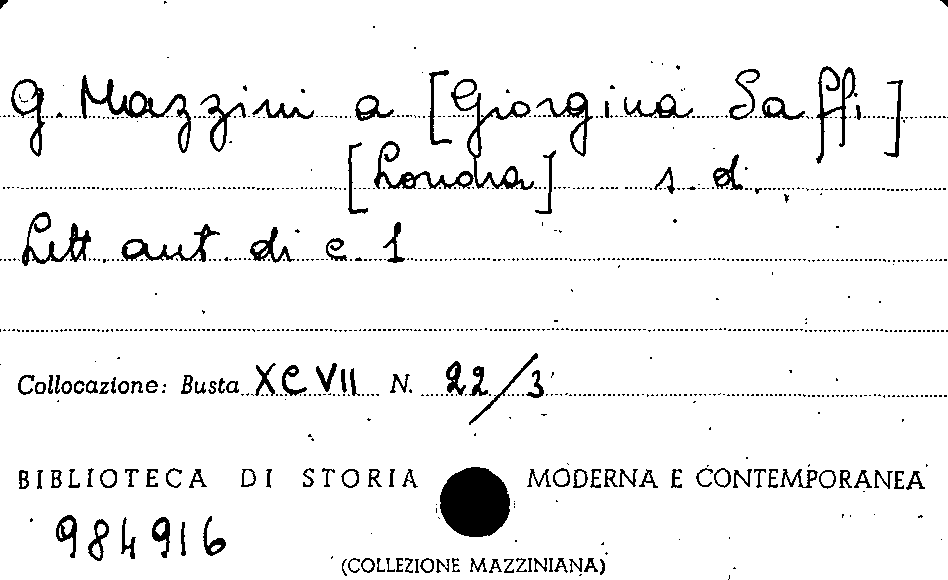 G. Mazzini a [Giorgina Saffi]
[Londra] s. d.
Lett. aut. di c. 1
Collocazione: Busta XCVII N. 22/3
BIBLIOTECA DI STORIA MODERNA E CONTEMPORANEA
984916
(COLLEZIONE MAZZINIANA)